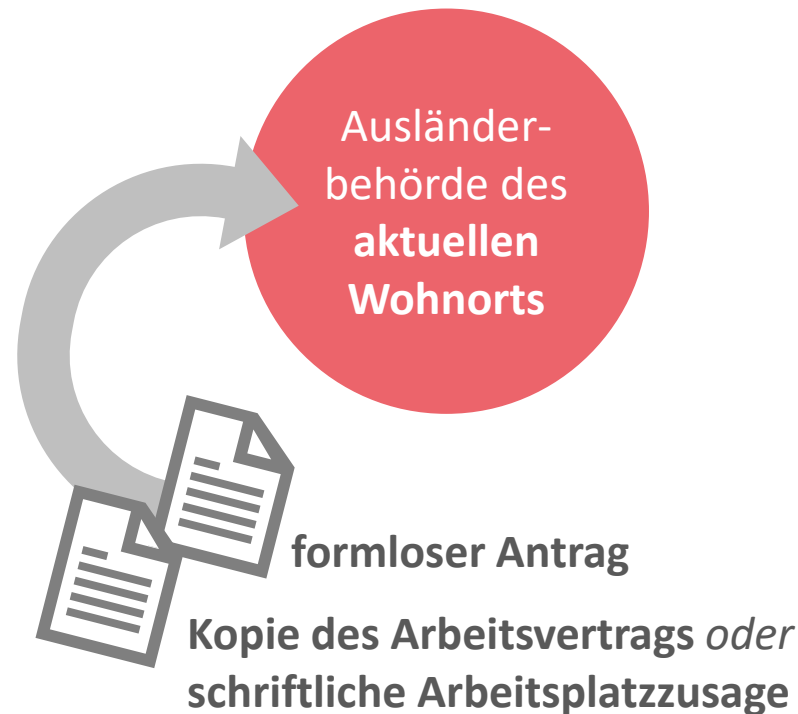 Ausländer-
behörde des
aktuellen
Wohnorts
formloser Antrag
Kopie des Arbeitsvertrags oder
schriftliche Arbeitsplatzzusage